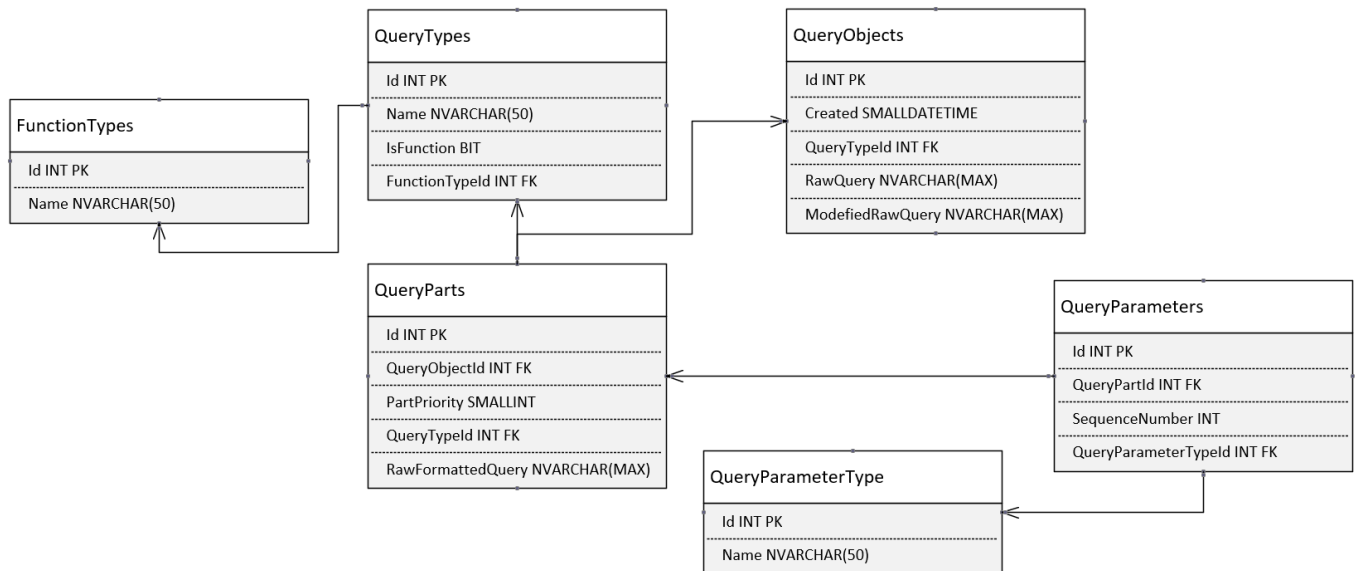 QueryTypes
Id INT PK
Name NVARCHAR(50)
IsFunction BIT
FunctionTypeId INT FK
QueryObjects
Id INT PK
Created SMALLDATETIME
QueryTypeId INT FK
RawQuery NVARCHAR(MAX)
ModefiedRawQuery NVARCHAR(MAX)
FunctionTypes
Id INT PK
Name NVARCHAR(50)
QueryParts
Id INT PK
QueryObjectId INT FK
PartPriority SMALLINT
QueryTypeId INT FK
RawFormattedQuery NVARCHAR(MAX)
QueryParameters
Id INT PK
QueryPartId INT FK
SequenceNumber INT
QueryParameterTypeId INT FK
QueryParameterType
Id INT PK
Name NVARCHAR(50)